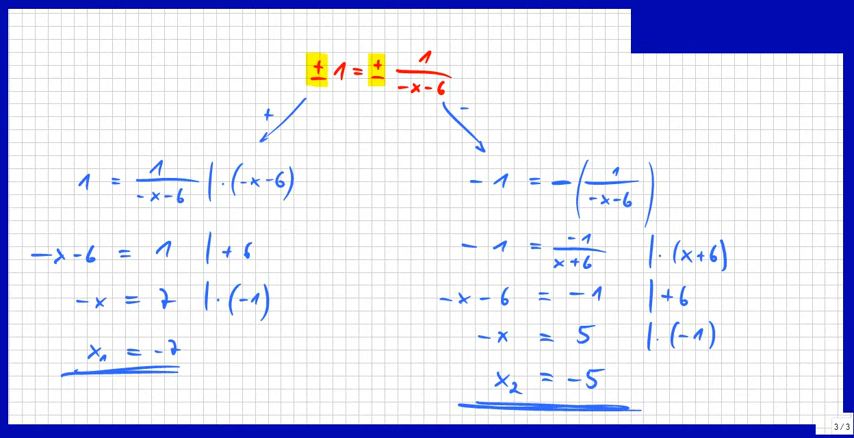 ± 1 = ± 1/(-x-6)
+
-
1 = 1/(-x-6) | · (-x-6)
-x-6 = 1 | +6
-x = 7 | · (-1)
x₁ = -7
-1 = -(1/(-x-6))
-1 = -1/(x+6) | · (x+6)
-x-6 = -1 | +6
-x = 5 | · (-1)
x₂ = -5
3 / 3